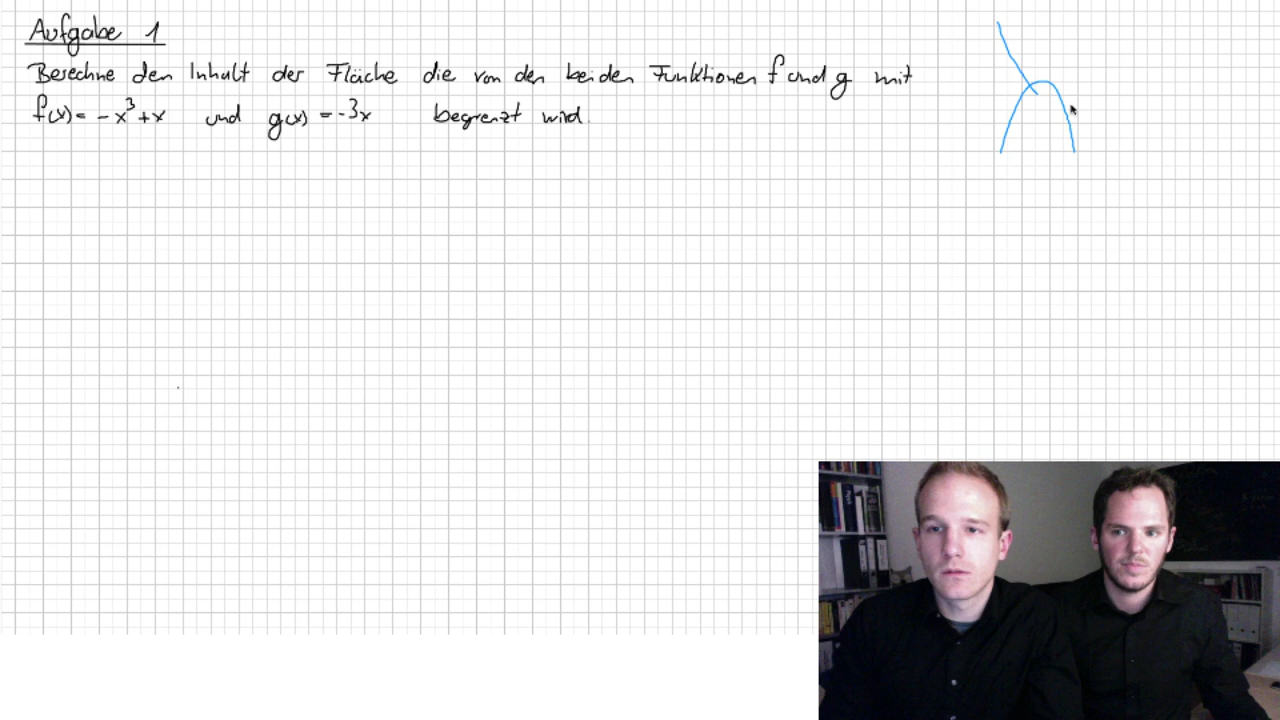 Aufgabe 1
Berechne den Inhalt der Fläche die von den beiden Funktionen f und g mit
f(x) = -x³+x und g(x) = -3x begrenzt wird.